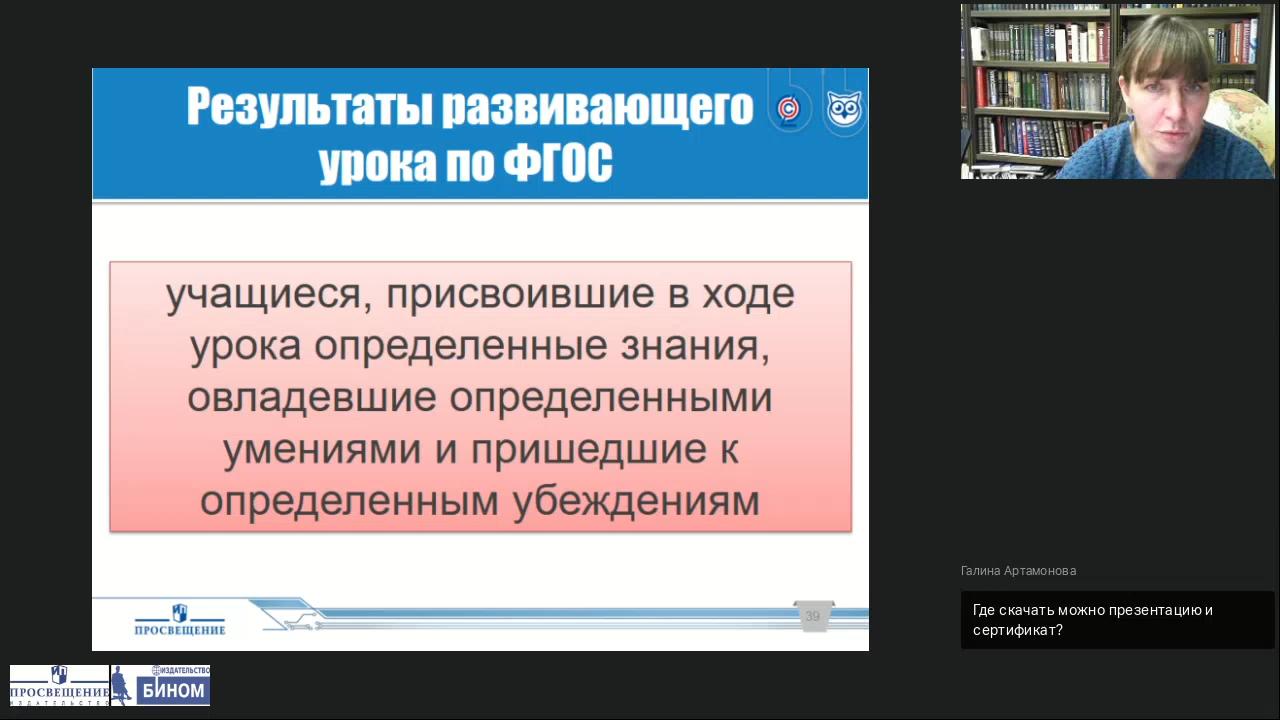 Результаты развивающего
урока по ФГОС
учащиеся, присвоившие в ходе
урока определенные знания,
овладевшие определенными
умениями и пришедшие к
определенным убеждениям
ПРОСВЕЩЕНИЕ
39
Галина Артамонова
Где скачать можно презентацию и
сертификат?
ПРОСВЕЩЕНИЕ
ИЗДАТЕЛЬСТВО
ИЗДАТЕЛЬСТВО
БИНОМ